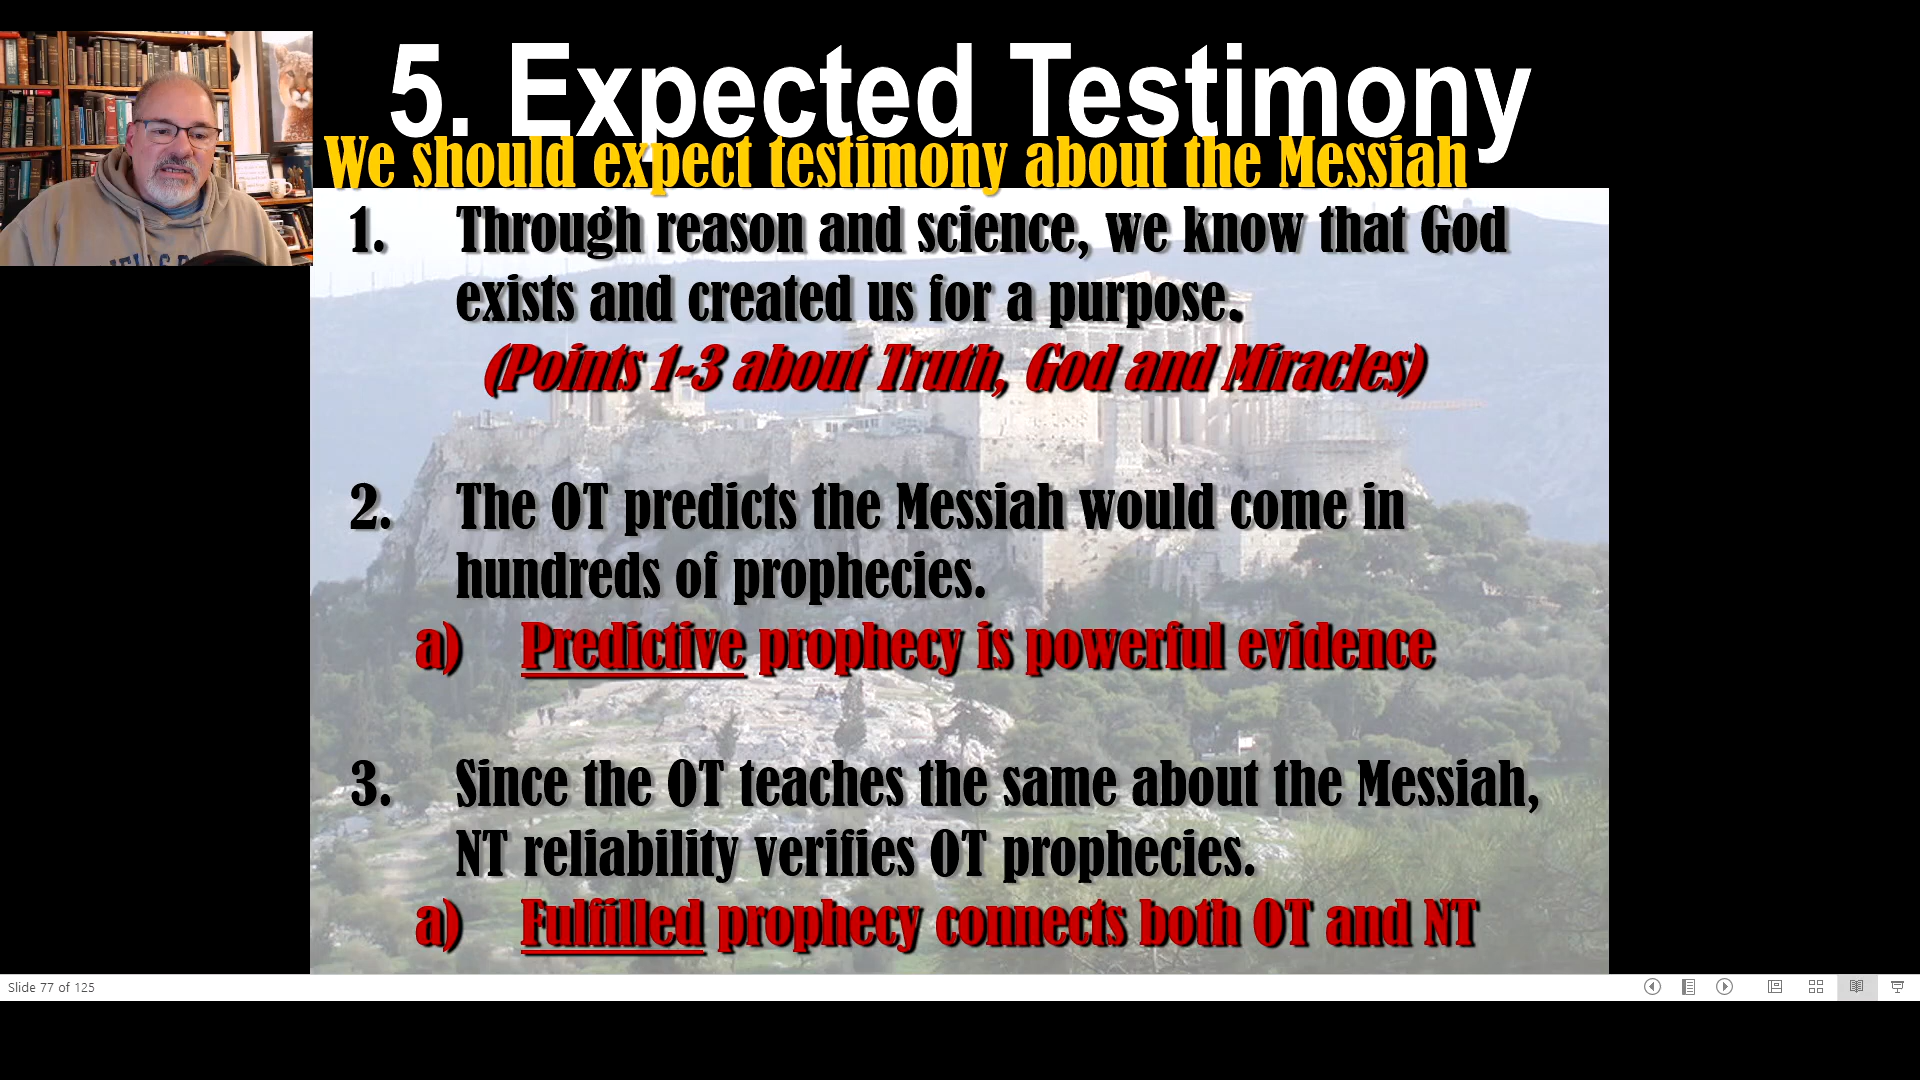 5. Expected Testimony
We should expect testimony about the Messiah
1. Through reason and science, we know that God
exists and created us for a purpose.
(Points 1-3 about Truth, God and Miracles)
2. The OT predicts the Messiah would come in
hundreds of prophecies.
a) Predictive prophecy is powerful evidence
3. Since the OT teaches the same about the Messiah,
NT reliability verifies OT prophecies.
a) Fulfilled prophecy connects both OT and NT
Slide 77 of 125